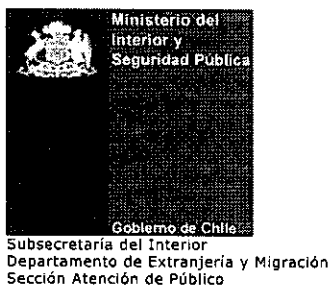 Ministerio del
Interior y
Seguridad Pública
Gobierno de Chile
Subsecretaría del Interior
Departamento de Extranjería y Migración
Sección Atención de Público